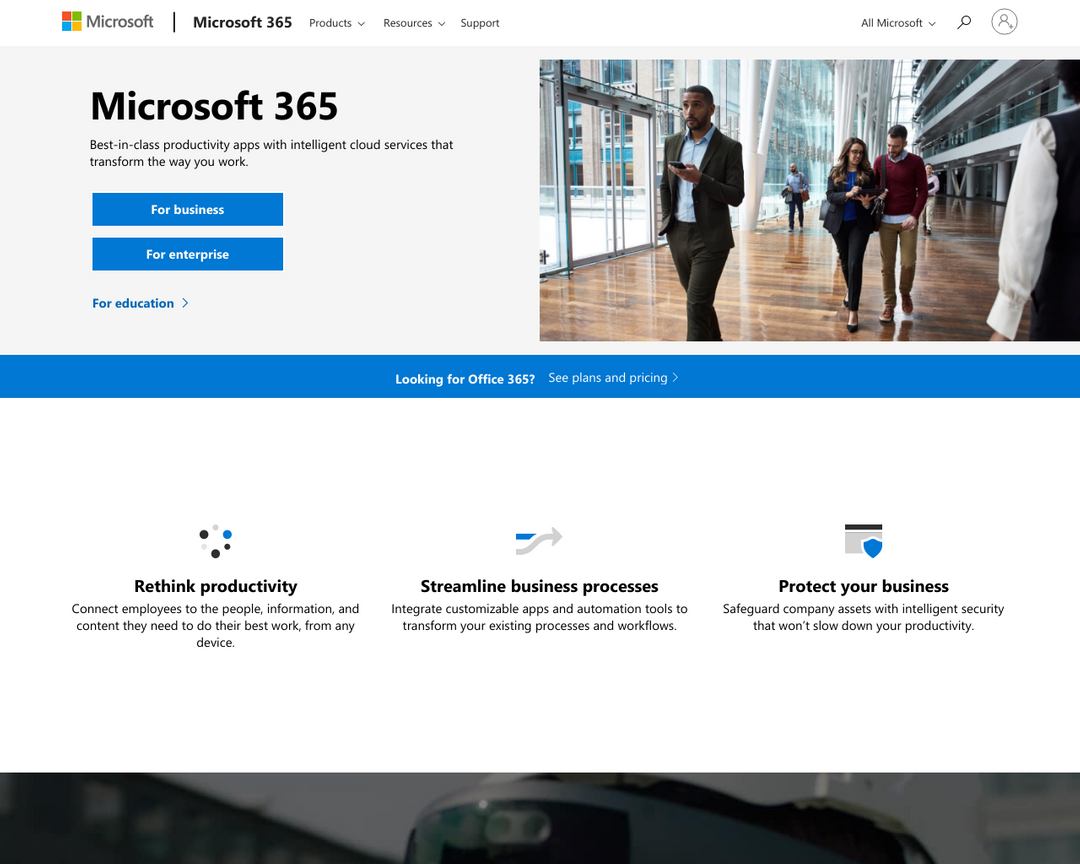 Microsoft
Microsoft 365
Products
Resources
Support
All Microsoft
Microsoft 365
Best-in-class productivity apps with intelligent cloud services that
transform the way you work.
For business
For enterprise
For education
Looking for Office 365?
See plans and pricing
Rethink productivity
Connect employees to the people, information, and
content they need to do their best work, from any
device.
Streamline business processes
Integrate customizable apps and automation tools to
transform your existing processes and workflows.
Protect your business
Safeguard company assets with intelligent security
that won’t slow down your productivity.